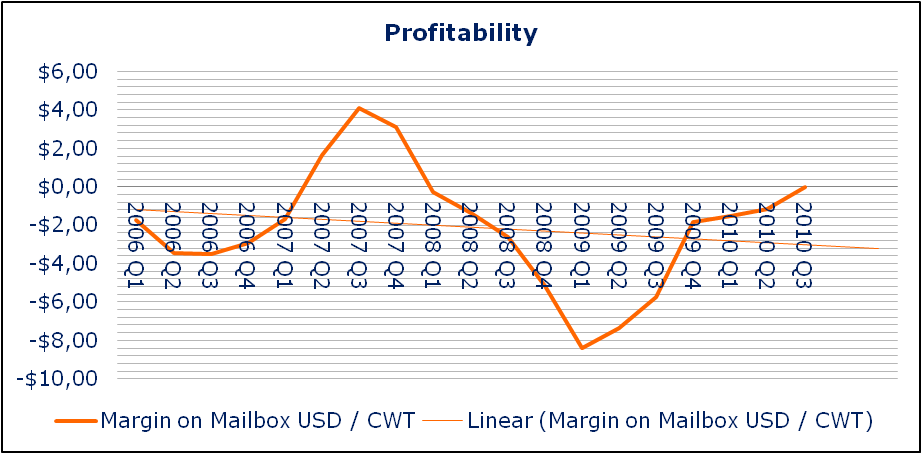 Profitability
$6,00
$4,00
$2,00
$0,00
-$2,00
-$4,00
-$6,00
-$8,00
-$10,00
2006 Q1
2006 Q2
2006 Q3
2006 Q4
2007 Q1
2007 Q2
2007 Q3
2007 Q4
2008 Q1
2008 Q2
2008 Q3
2008 Q4
2009 Q1
2009 Q2
2009 Q3
2009 Q4
2010 Q1
2010 Q2
2010 Q3
Margin on Mailbox USD / CWT
Linear (Margin on Mailbox USD / CWT)